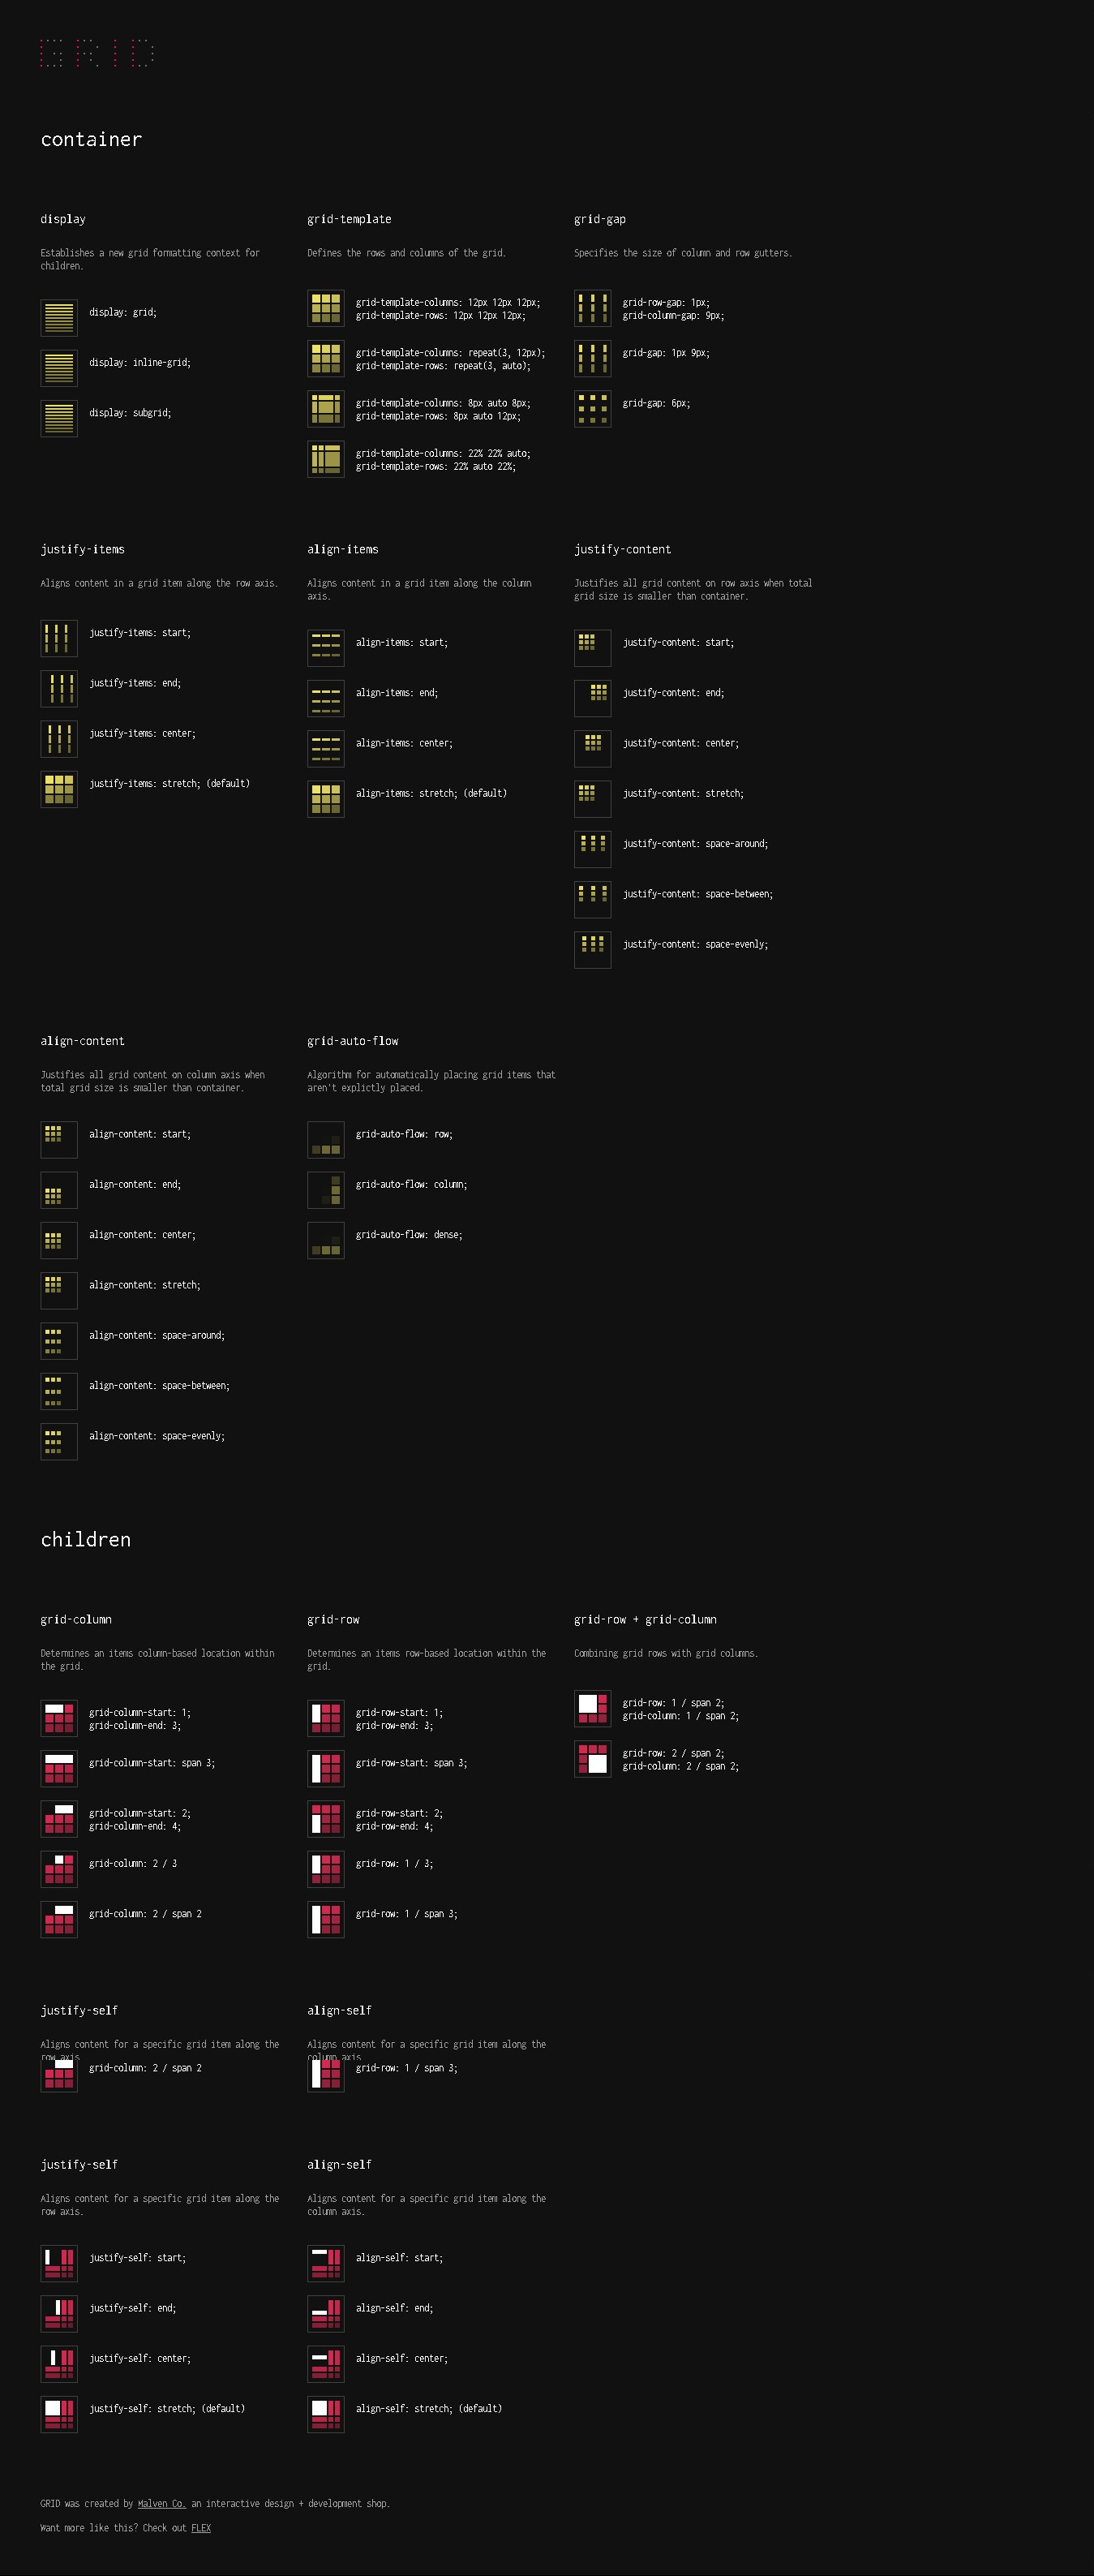 GRID
container
display
Establishes a new grid formatting context for
children.
display: grid;
display: inline-grid;
display: subgrid;
grid-template
Defines the rows and columns of the grid.
grid-template-columns: 12px 12px 12px;
grid-template-rows: 12px 12px 12px;
grid-template-columns: repeat(3, 12px);
grid-template-rows: repeat(3, auto);
grid-template-columns: 8px auto 8px;
grid-template-rows: 8px auto 12px;
grid-template-columns: 22% 22% auto;
grid-template-rows: 22% auto 22%;
grid-gap
Specifies the size of column and row gutters.
grid-row-gap: 1px;
grid-column-gap: 9px;
grid-gap: 1px 9px;
grid-gap: 6px;
justify-items
Aligns content in a grid item along the row axis.
justify-items: start;
justify-items: end;
justify-items: center;
justify-items: stretch; (default)
align-items
Aligns content in a grid item along the column
axis.
align-items: start;
align-items: end;
align-items: center;
align-items: stretch; (default)
justify-content
Justifies all grid content on row axis when total
grid size is smaller than container.
justify-content: start;
justify-content: end;
justify-content: center;
justify-content: stretch;
justify-content: space-around;
justify-content: space-between;
justify-content: space-evenly;
align-content
Justifies all grid content on column axis when
total grid size is smaller than container.
align-content: start;
align-content: end;
align-content: center;
align-content: stretch;
align-content: space-around;
align-content: space-between;
align-content: space-evenly;
grid-auto-flow
Algorithm for automatically placing grid items that
aren't explictly placed.
grid-auto-flow: row;
grid-auto-flow: column;
grid-auto-flow: dense;
children
grid-column
Determines an items column-based location within
the grid.
grid-column-start: 1;
grid-column-end: 3;
grid-column-start: span 3;
grid-column-start: 2;
grid-column-end: 4;
grid-column: 2 / 3
grid-column: 2 / span 2
grid-row
Determines an items row-based location within the
grid.
grid-row-start: 1;
grid-row-end: 3;
grid-row-start: span 3;
grid-row-start: 2;
grid-row-end: 4;
grid-row: 1 / 3;
grid-row: 1 / span 3;
grid-row + grid-column
Combining grid rows with grid columns.
grid-row: 1 / span 2;
grid-column: 1 / span 2;
grid-row: 2 / span 2;
grid-column: 2 / span 2;
justify-self
Aligns content for a specific grid item along the
row axis
grid-column: 2 / span 2
align-self
Aligns content for a specific grid item along the
column axis
grid-row: 1 / span 3;
justify-self
Aligns content for a specific grid item along the
row axis.
justify-self: start;
justify-self: end;
justify-self: center;
justify-self: stretch; (default)
align-self
Aligns content for a specific grid item along the
column axis.
align-self: start;
align-self: end;
align-self: center;
align-self: stretch; (default)
GRID was created by Malven Co. an interactive design + development shop.
Want more like this? Check out FLEX